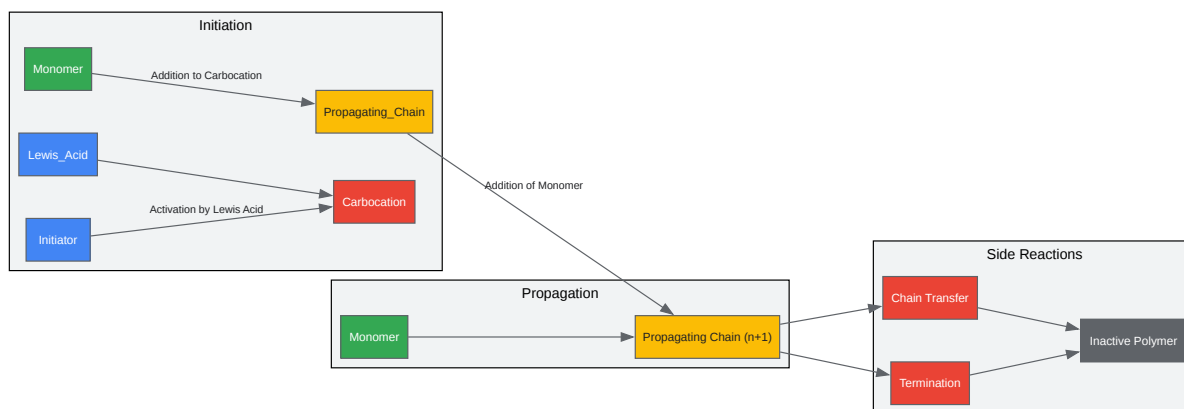 Initiation
Monomer
Addition to Carbocation
Propagating_Chain
Lewis_Acid
Carbocation
Activation by Lewis Acid
Initiator
Addition of Monomer
Propagation
Monomer
Propagating Chain (n+1)
Side Reactions
Chain Transfer
Inactive Polymer
Termination